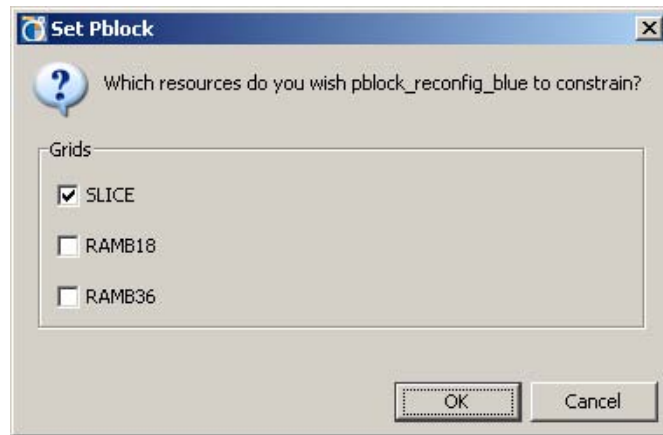 Set Pblock
Which resources do you wish pblock_reconfig_blue to constrain?
Grids
SLICE
RAMB18
RAMB36
OK
Cancel